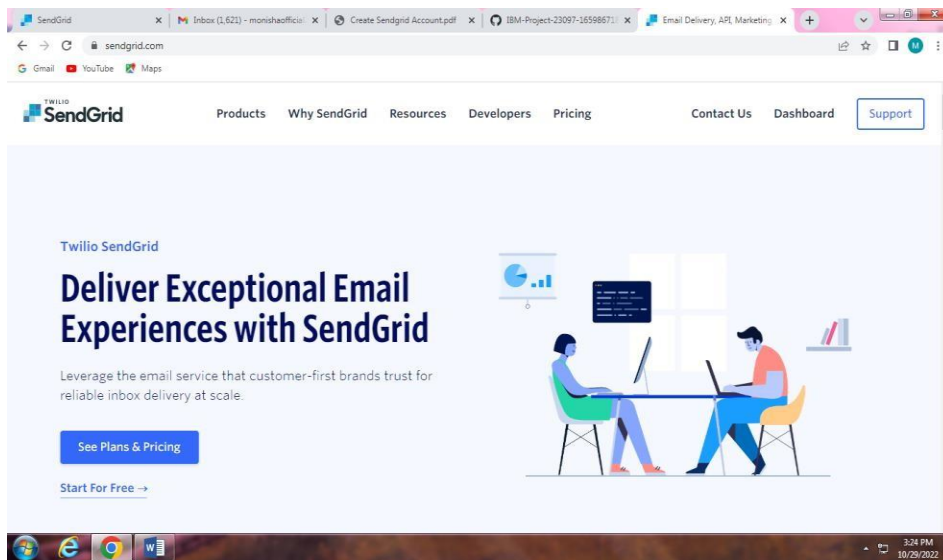 SendGrid
Inbox (1,621) - monishaofficial
Create Sendgrid Account.pdf
IBM-Project-23097-1659867
Email Delivery, API, Marketing
sendgrid.com
M
Gmail
YouTube
Maps
TWILIO
SendGrid
Products
Why SendGrid
Resources
Developers
Pricing
Contact Us
Dashboard
Support
Twilio SendGrid
Deliver Exceptional Email
Experiences with SendGrid
Leverage the email service that customer-first brands trust for
reliable inbox delivery at scale.
See Plans & Pricing
Start For Free →
3:24 PM
10/29/2022